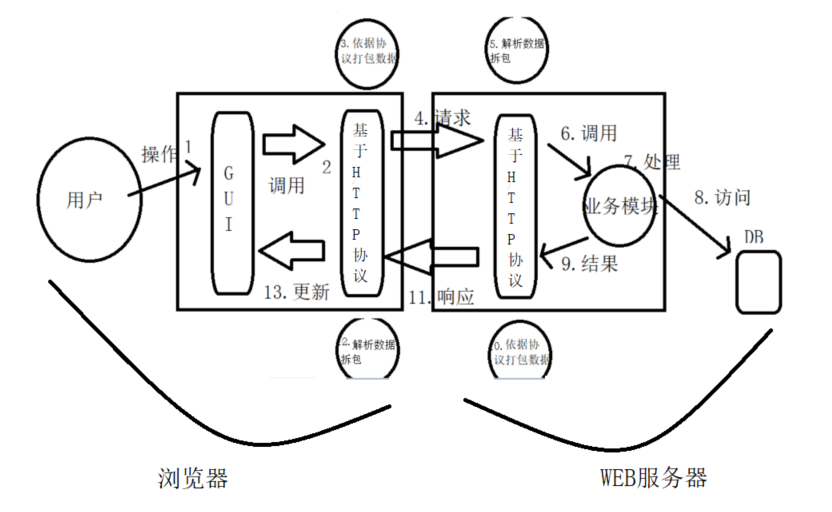 3.依据协
议打包数据
5.解析数据
拆包
4.请求
操作 1
基于HTTP协议
基于HTTP协议
6.调用
7.处理
GUI
2
调用
用户
业务模块
8.访问
DB
9.结果
13.更新
11.响应
2.解析数据
拆包
0.依据协
议打包数据
浏览器
WEB服务器